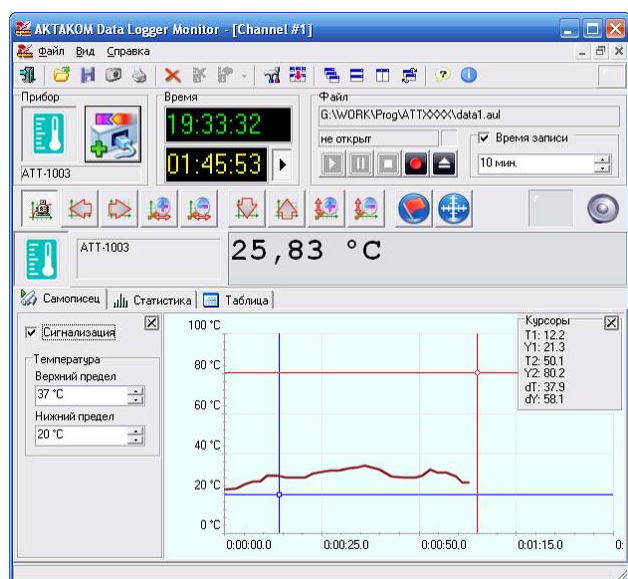 AKTAKOM Data Logger Monitor - [Channel #1]
Файл Вид Справка
Прибор
ATT-1003
Время
19:33:32
01:45:53
Файл
G:\WORK\Prog\ATTXXXX\data1.aul
не открыт
Время записи
10 мин.
ATT-1003
25,83 °C
Самописец Статистика Таблица
Сигнализация
Температура
Верхний предел
37 °C
Нижний предел
20 °C
100 °C
80 °C
60 °C
40 °C
20 °C
0 °C
0:00:00.0 0:00:25.0 0:00:50.0 0:01:15.0 0:
Курсоры
T1: 12.2
Y1: 21.3
T2: 50.1
Y2: 80.2
dT: 37.9
dY: 58.1